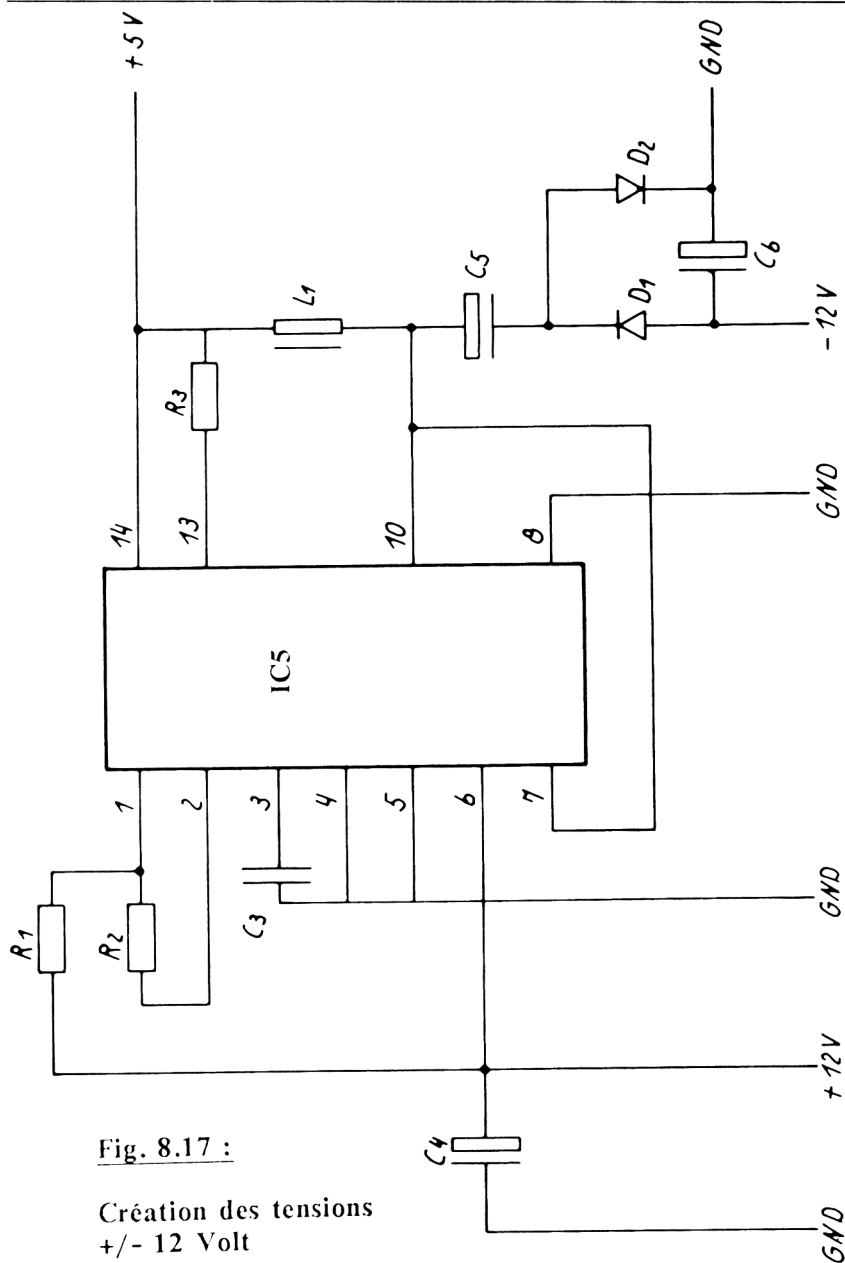 +5V
GND
D2
L1
C5
D1
C6
-12V
R3
14
13
10
8
GND
IC5
1
2
3
4
5
6
7
R1
R2
C3
GND
+12V
C4
GND
Fig. 8.17 :
Création des tensions
+/- 12 Volt